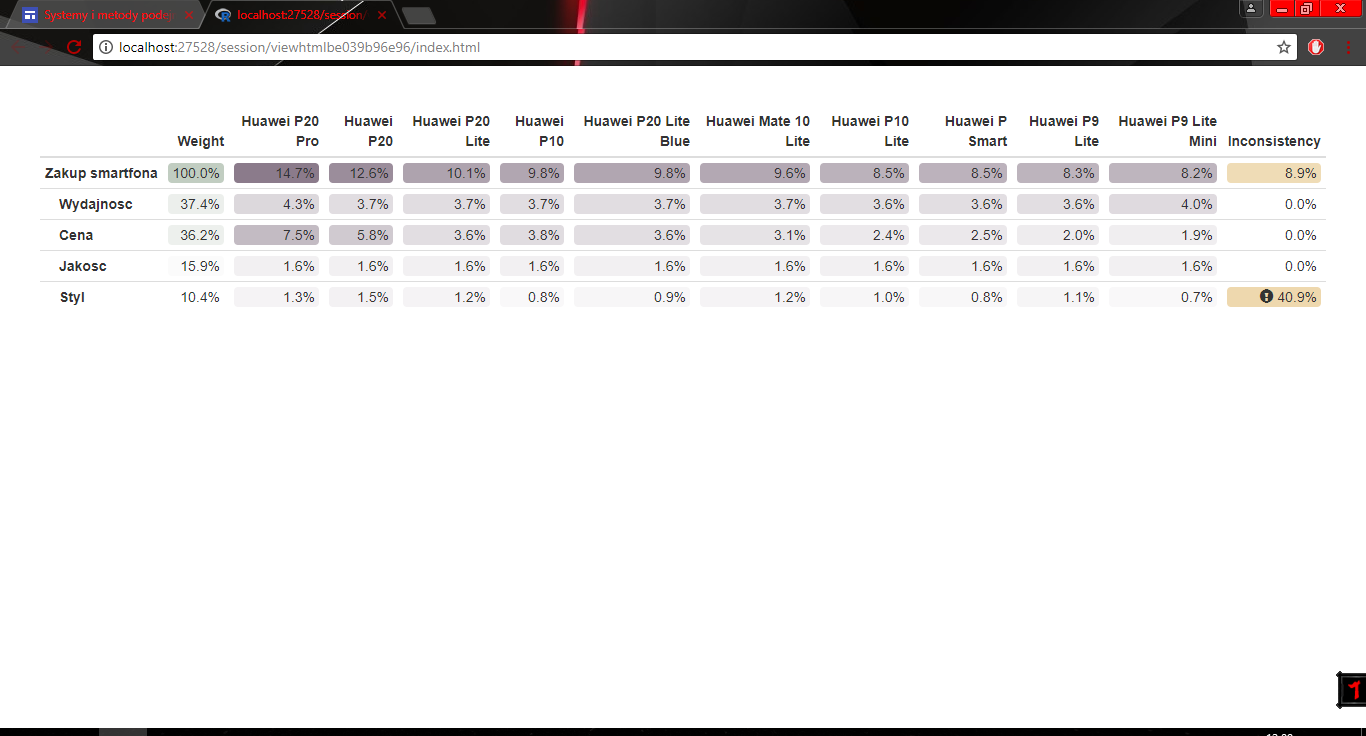 Systemy i metody podej
localhost:27528/session/
localhost:27528/session/viewhtmlbe039b96e96/index.html
Weight Huawei P20 Pro Huawei P20 Huawei P20 Lite Huawei P10 Huawei P20 Lite Blue Huawei Mate 10 Lite Huawei P10 Lite Huawei P Smart Huawei P9 Lite Huawei P9 Lite Mini Inconsistency
Zakup smartfona 100.0% 14.7% 12.6% 10.1% 9.8% 9.8% 9.6% 8.5% 8.5% 8.3% 8.2% 8.9%
Wydajnosc 37.4% 4.3% 3.7% 3.7% 3.7% 3.7% 3.7% 3.6% 3.6% 3.6% 4.0% 0.0%
Cena 36.2% 7.5% 5.8% 3.6% 3.8% 3.6% 3.1% 2.4% 2.5% 2.0% 1.9% 0.0%
Jakosc 15.9% 1.6% 1.6% 1.6% 1.6% 1.6% 1.6% 1.6% 1.6% 1.6% 1.6% 0.0%
Styl 10.4% 1.3% 1.5% 1.2% 0.8% 0.9% 1.2% 1.0% 0.8% 1.1% 0.7% 40.9%